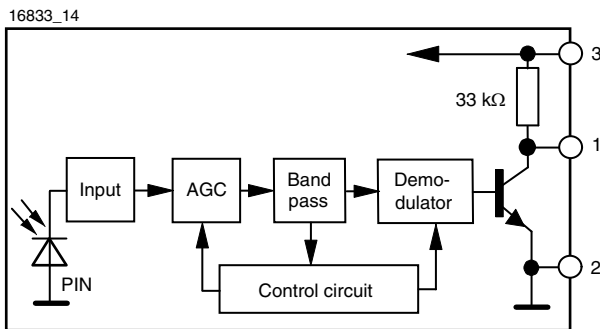 16833_14
3
33 kΩ
1
Input
AGC
Band
pass
Demo-
dulator
2
PIN
Control circuit